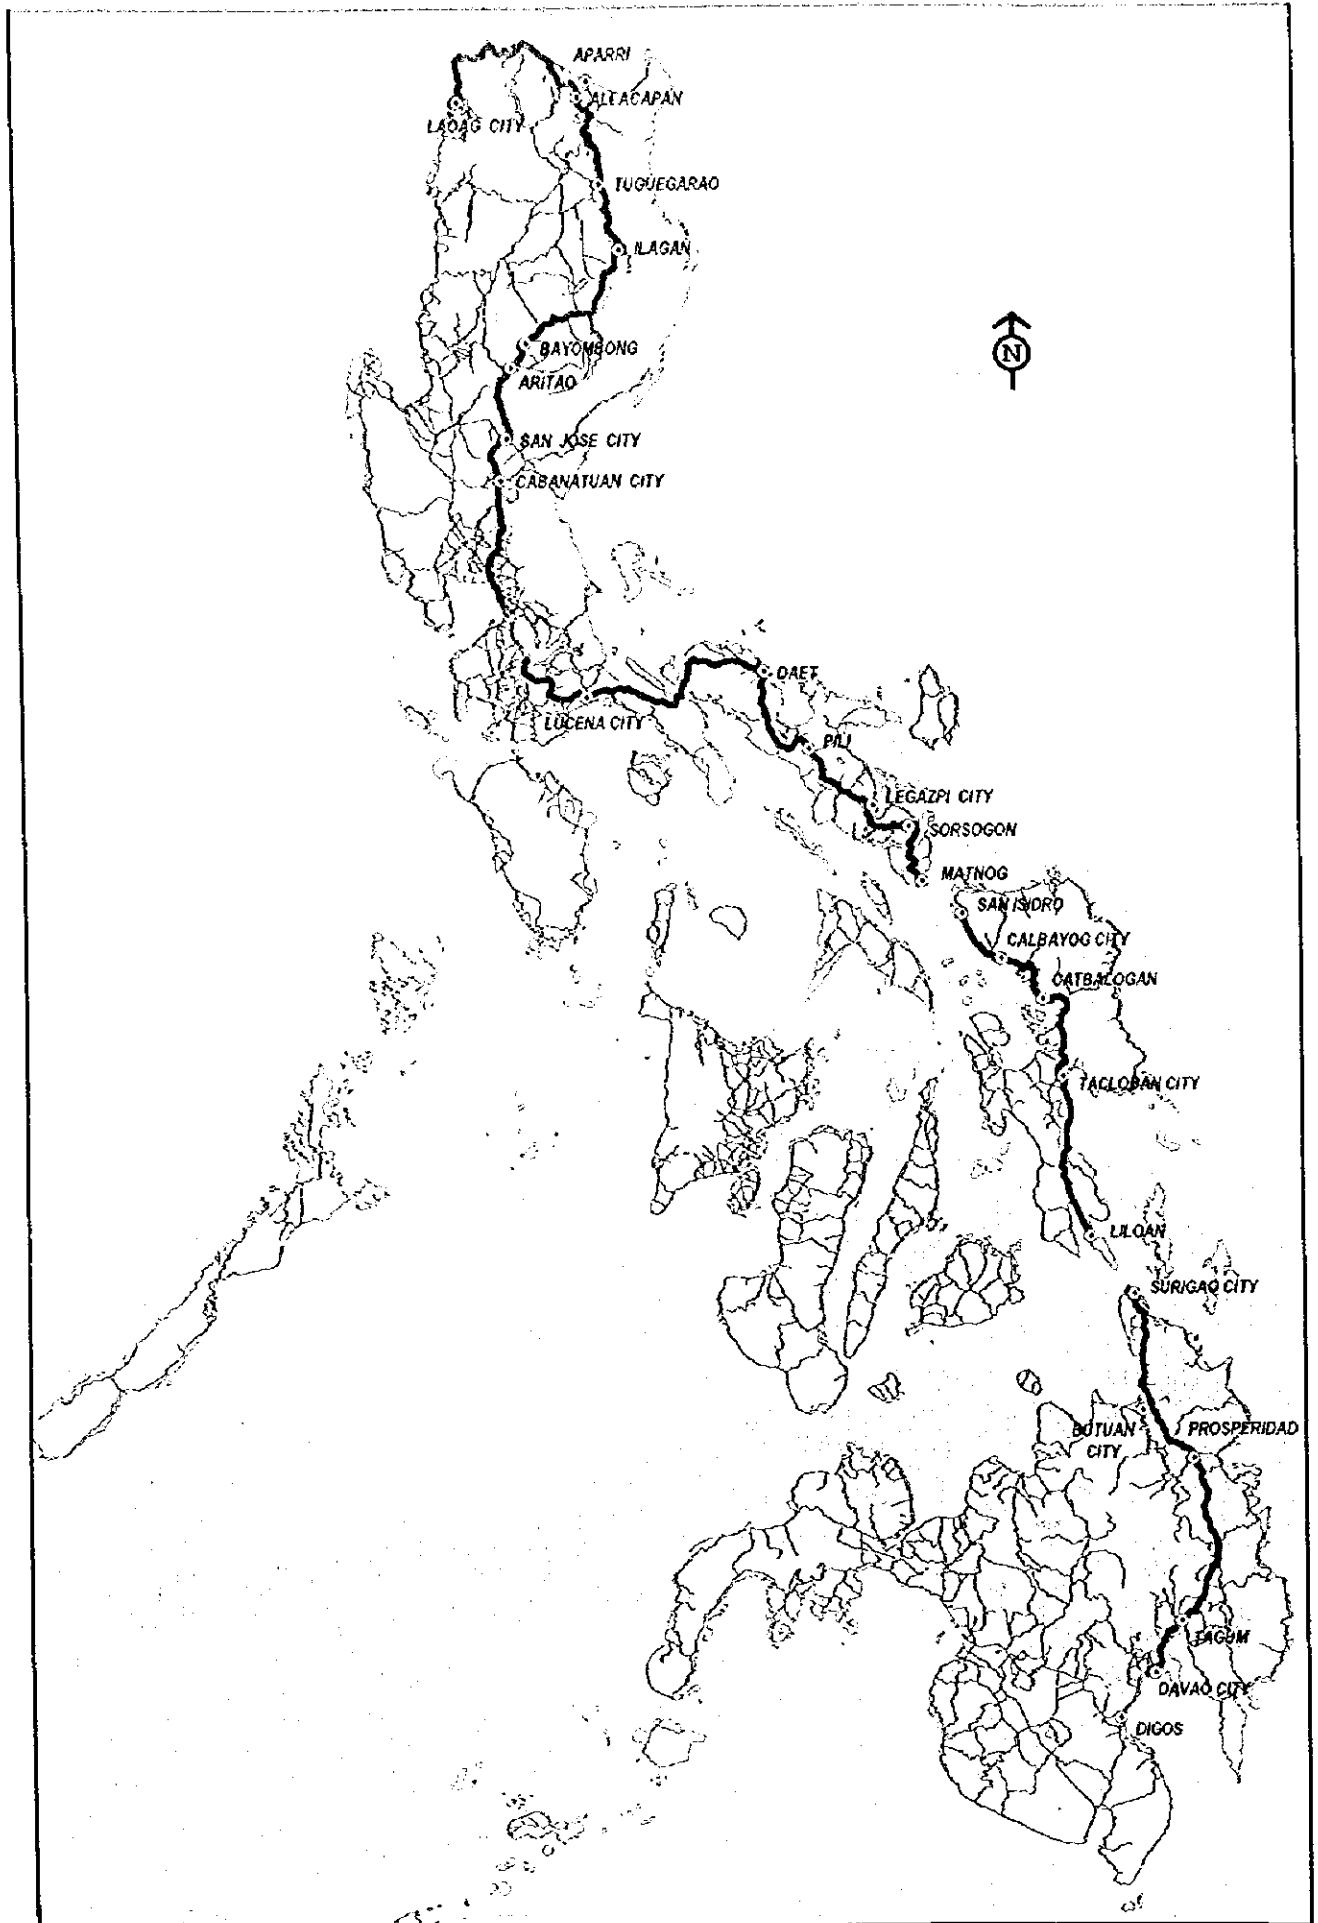 APARRI
ALLACAPAN
LAOAG CITY
TUGUEGARAO
ILAGAN
N
BAYOMBONG
ARITAO
SAN JOSE CITY
CABANATUAN CITY
DAET
LUCENA CITY
PILI
LEGAZPI CITY
SORSOGON
MATNOG
SAN ISIDRO
CALBAYOG CITY
CATBALOGAN
TACLOBAN CITY
LILOAN
SURIGAO CITY
BUTUAN
CITY
PROSPERIDAD
TAGUM
DAVAO CITY
DIGOS